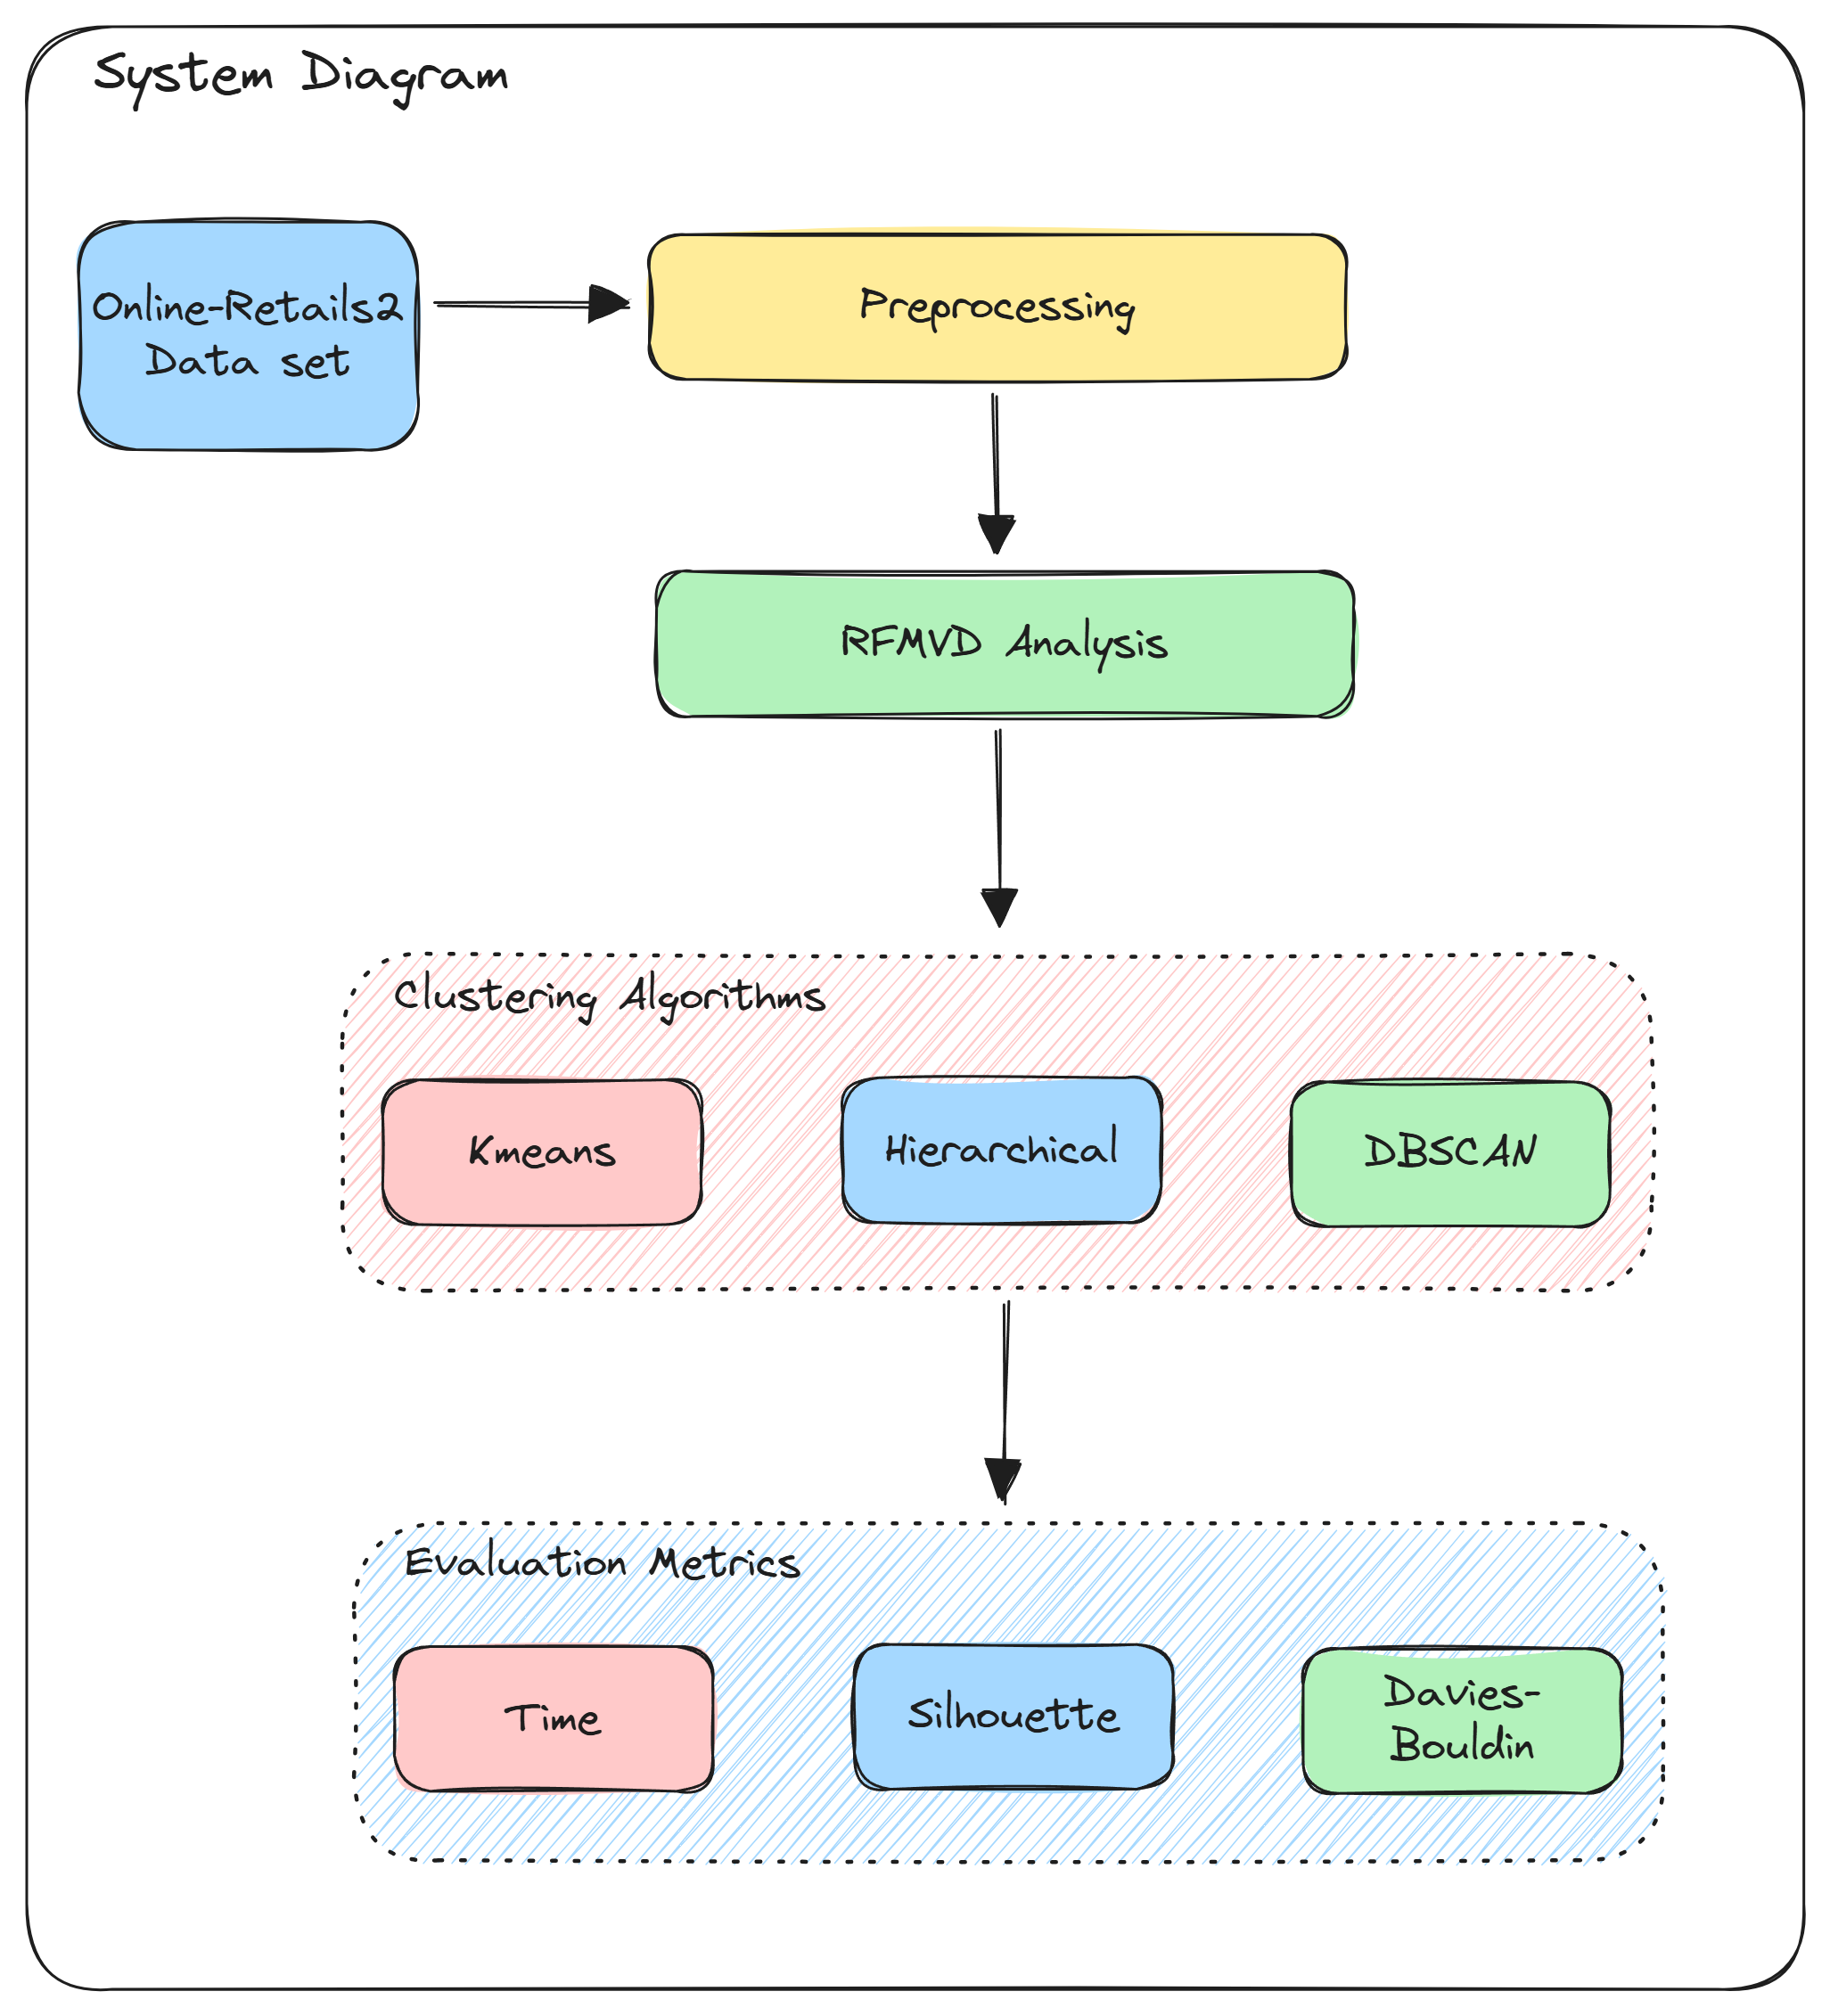 System Diagram
Online-Retails2
Data set
Preprocessing
RFMVD Analysis
Clustering Algorithms
Kmeans
Hierarchical
DBSCAN
Evaluation Metrics
Time
Silhouette
Davies-
Bouldin